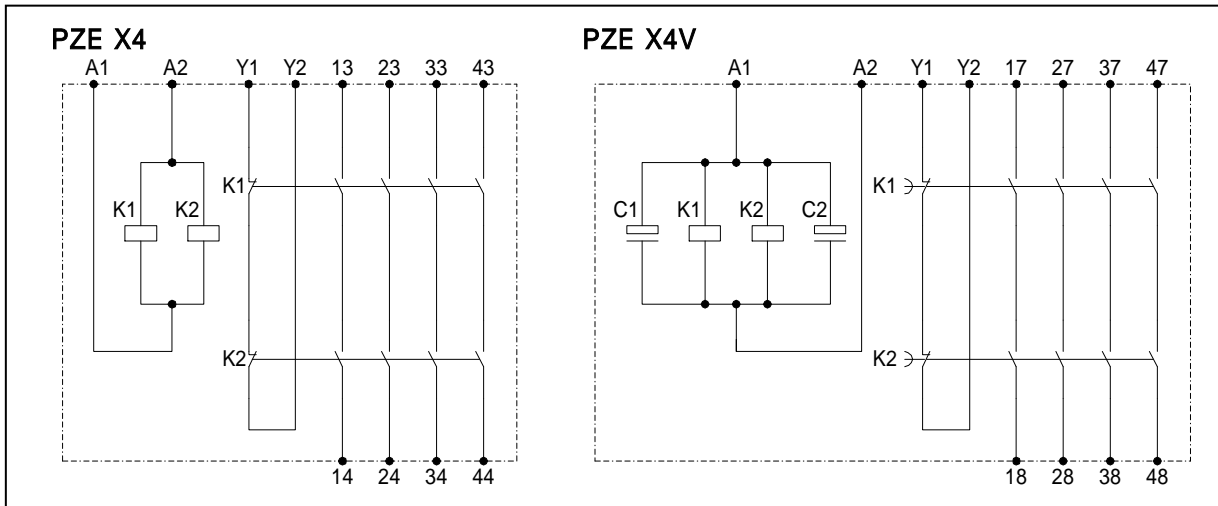 PZE X4
A1 A2 Y1 Y2 13 23 33 43
K1
K1 K2
K2
14 24 34 44
PZE X4V
A1 A2 Y1 Y2 17 27 37 47
K1
C1 K1 K2 C2
K2
18 28 38 48